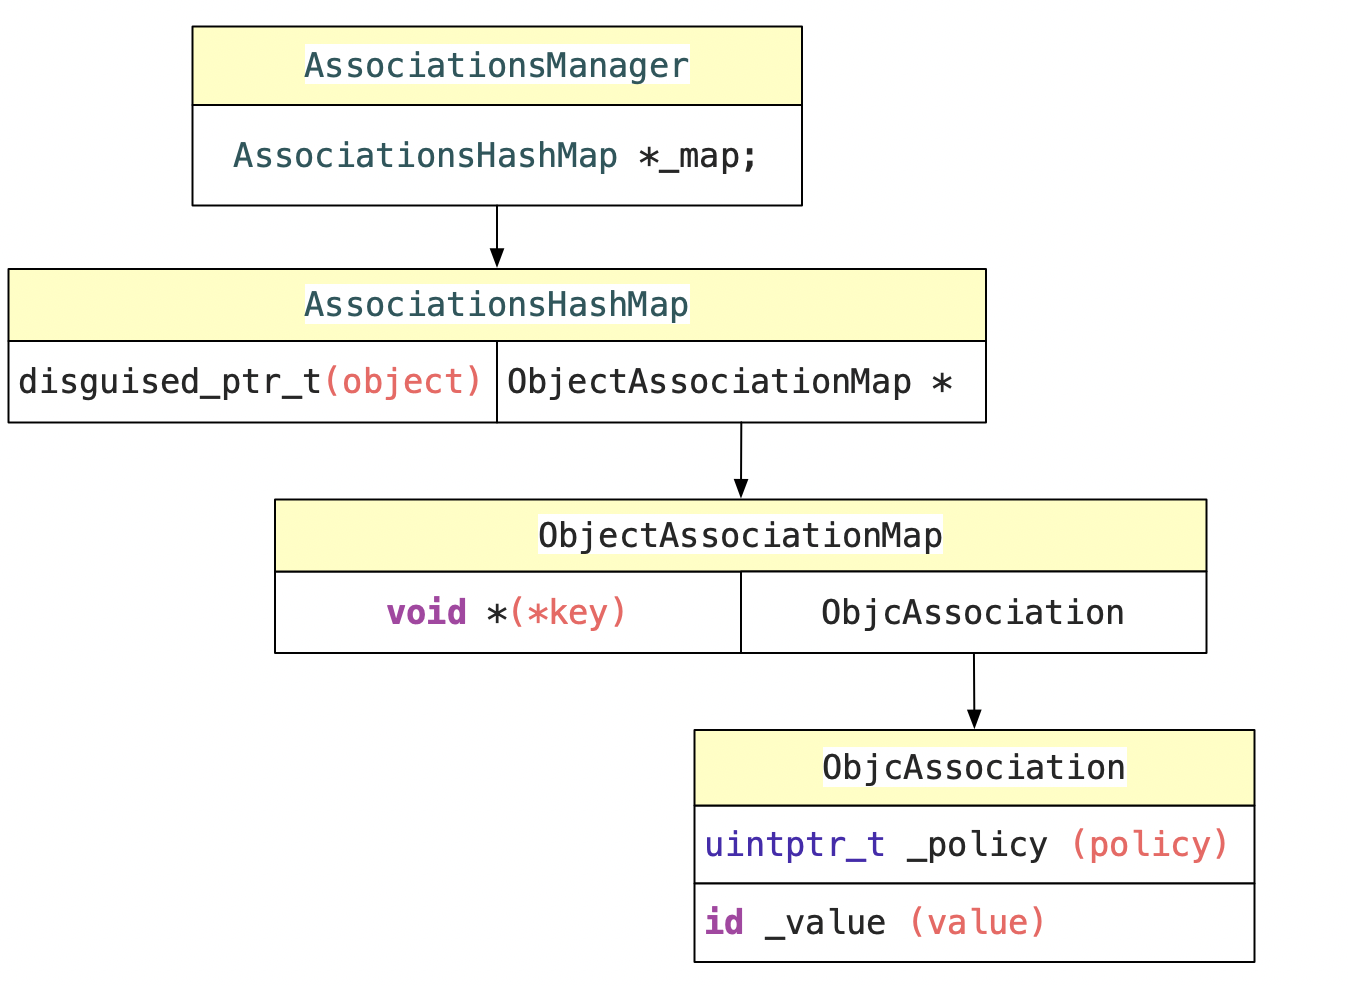 AssociationsManager
AssociationsHashMap *_map;
AssociationsHashMap
disguised_ptr_t(object)
ObjectAssociationMap *
ObjectAssociationMap
void *(*key)
ObjcAssociation
ObjcAssociation
uintptr_t _policy (policy)
id _value (value)